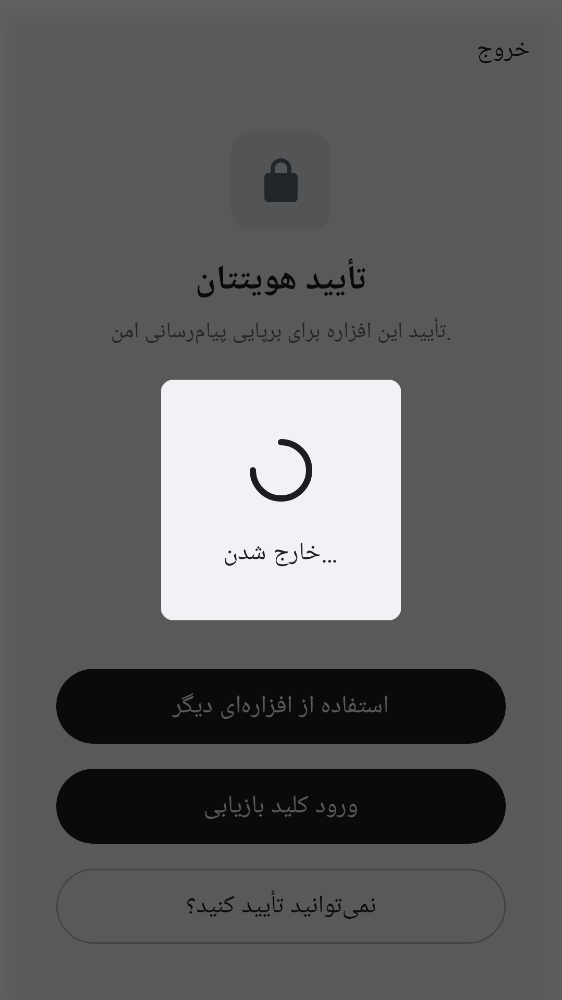 خروج
تأیید هویتتان
تأیید این افزاره برای برپایی پیام‌رسانی امن.
خارج شدن...
استفاده از افزاره‌ای دیگر
ورود کلید بازیابی
نمی‌توانید تأیید کنید؟